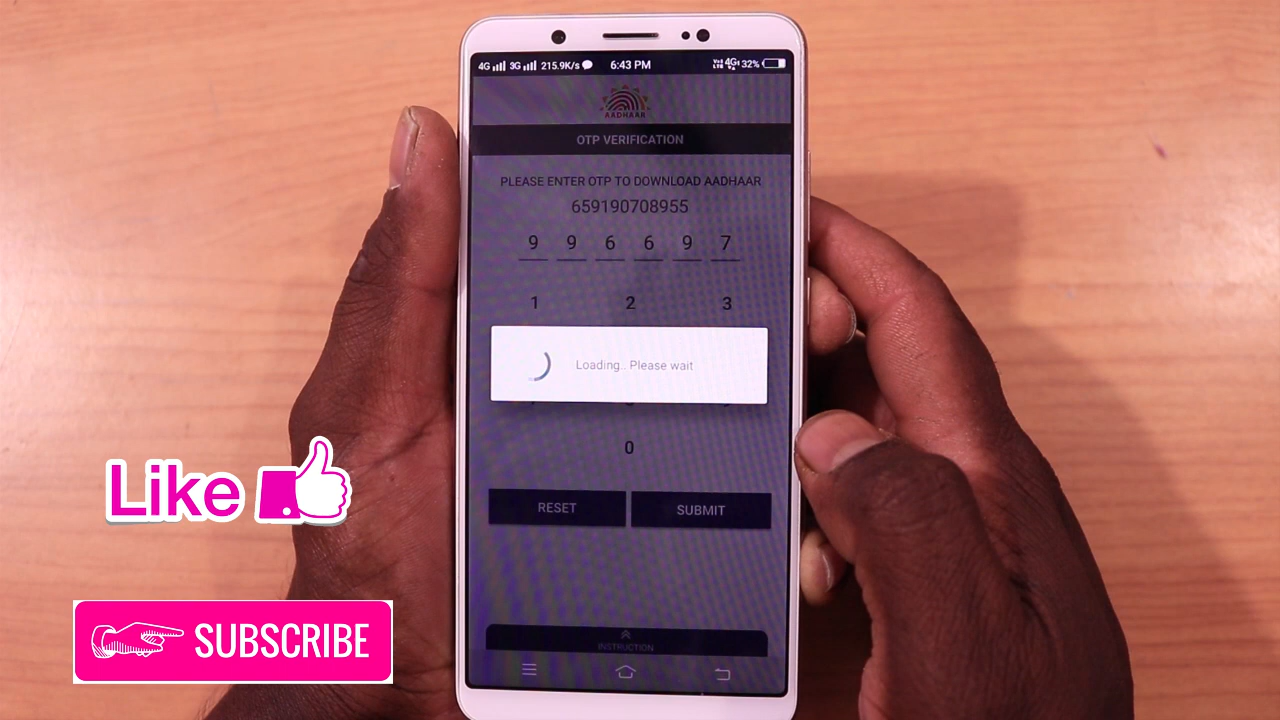 4G 3G 215.9K/s 6:43 PM VoLTE 4G 32%
AADHAAR
OTP VERIFICATION
PLEASE ENTER OTP TO DOWNLOAD AADHAAR
659190708955
9 9 6 6 9 7
1 2 3
Loading.. Please wait
0
RESET SUBMIT
INSTRUCTION
Like
SUBSCRIBE